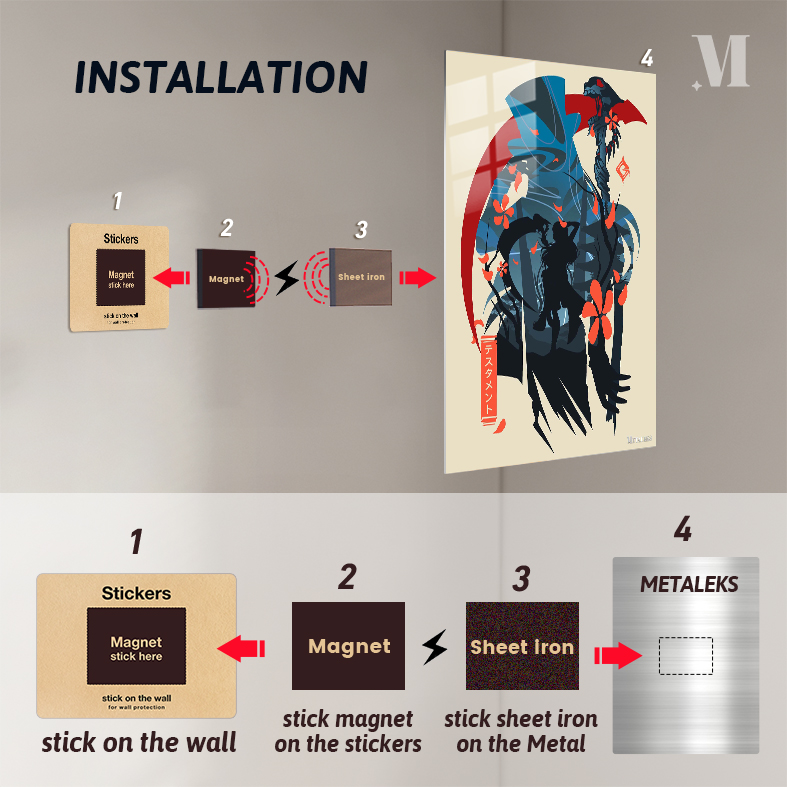 INSTALLATION
M
4
1
2
3
Stickers
Magnet
stick here
stick on the wall
for wall protection
Magnet
Sheet iron
テスタメント
1
2
3
4
Stickers
Magnet
stick here
stick on the wall
for wall protection
Magnet
Sheet iron
METALEKS
stick on the wall
stick magnet
on the stickers
stick sheet iron
on the Metal